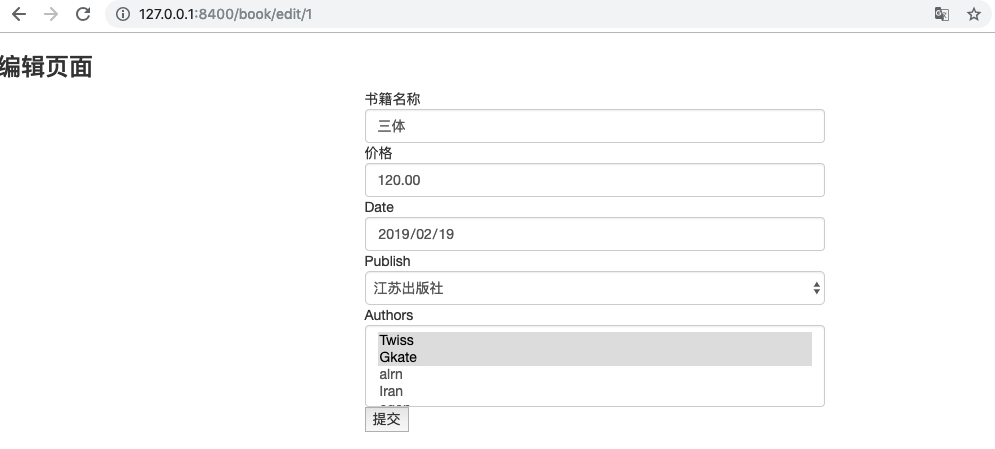 127.0.0.1:8400/book/edit/1
编辑页面
书籍名称
三体
价格
120.00
Date
2019/02/19
Publish
江苏出版社
Authors
Twiss
Gkate
alrn
Iran
提交